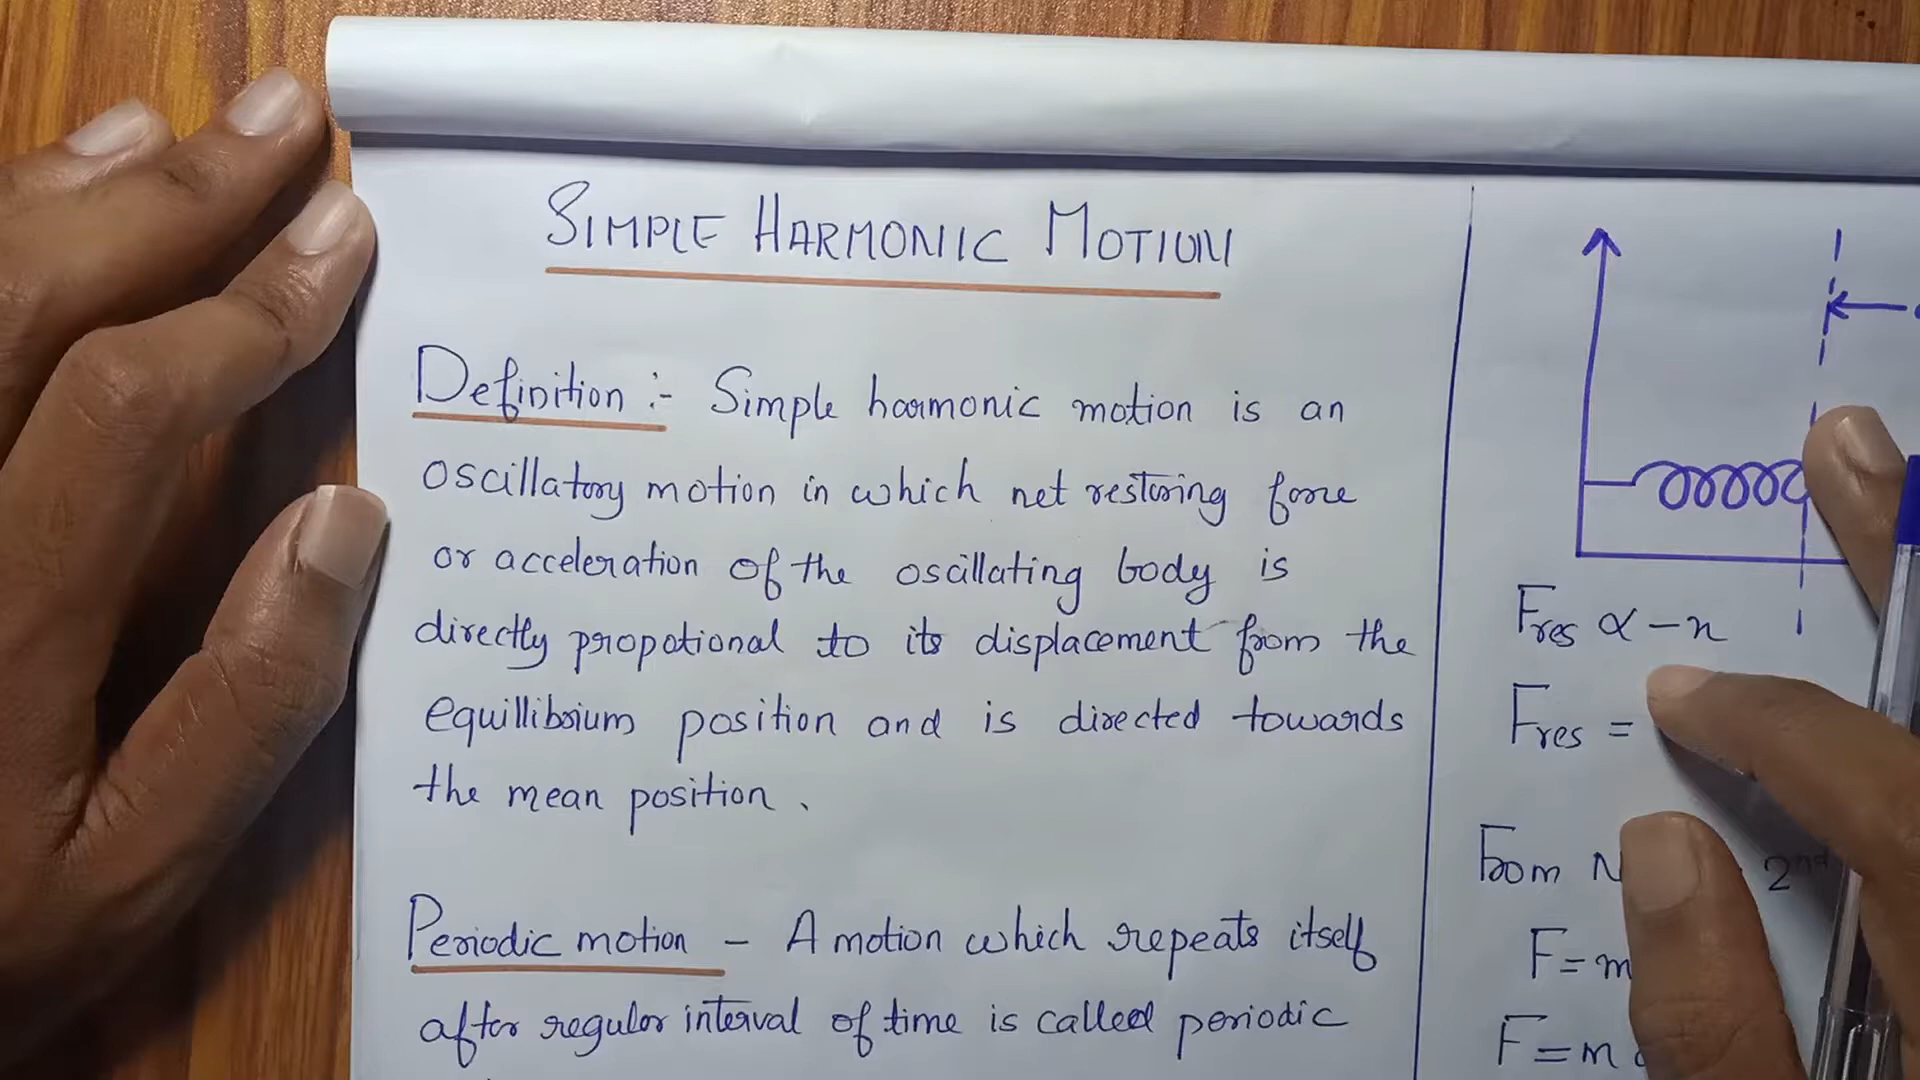 SIMPLE HARMONIC MOTION
Definition :- Simple harmonic motion is an
oscillatory motion in which net restoring force
or acceleration of the oscillating body is
directly propotional to its displacement from the
equillibrium position and is directed towards
the mean position .
Periodic motion - A motion which repeats itself
after regular interval of time is called periodic
Fres ∝ -x
Fres =
From 2nd
F = m
F = m